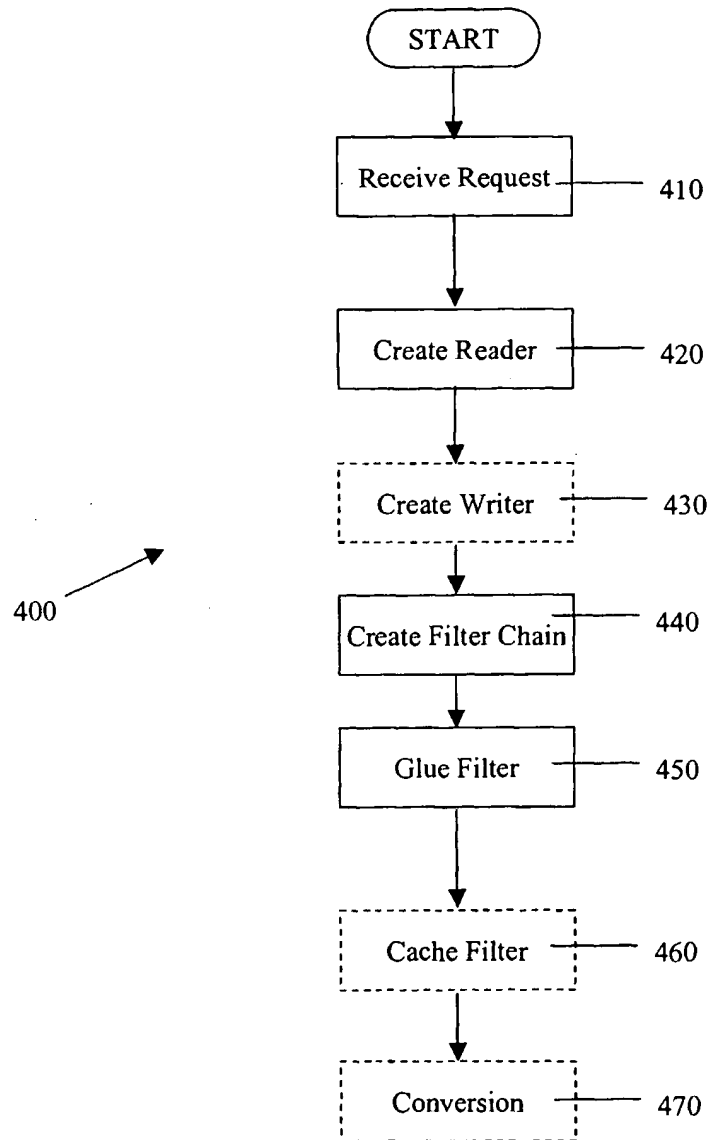 START
Receive Request 410
Create Reader 420
Create Writer 430
400
Create Filter Chain 440
Glue Filter 450
Cache Filter 460
Conversion 470